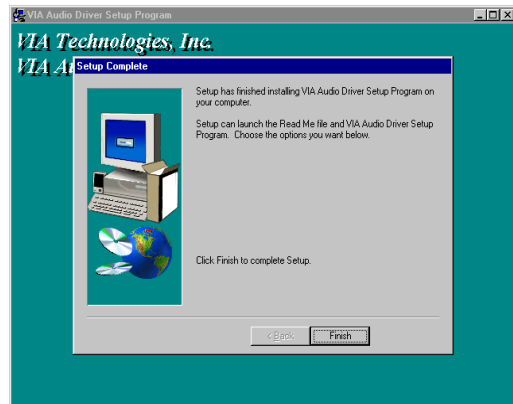 VIA Audio Driver Setup Program
VIA Technologies, Inc.
VIA A
Setup Complete
Setup has finished installing VIA Audio Driver Setup Program on
your computer.
Setup can launch the Read Me file and VIA Audio Driver Setup
Program. Choose the options you want below.
Click Finish to complete Setup.
< Back
Finish